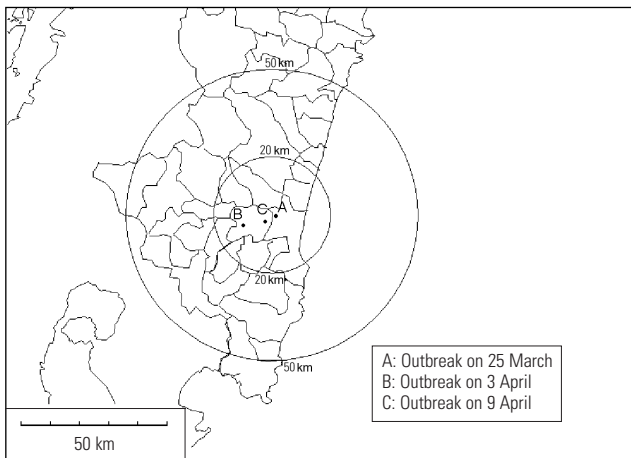 50 km
20 km
A
C
B
20 km
50 km
A: Outbreak on 25 March
B: Outbreak on 3 April
C: Outbreak on 9 April
50 km